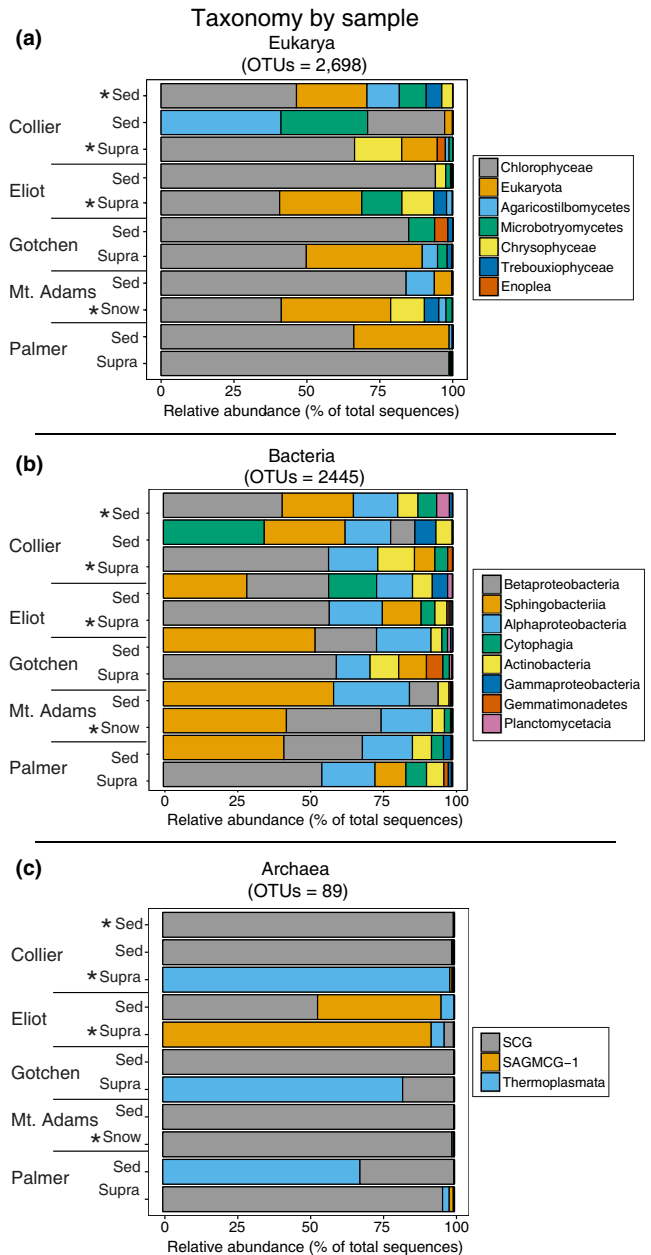 Taxonomy by sample
(a)
Eukarya
(OTUs = 2,698)
*Sed
Collier
Sed
*Supra
Sed
Eliot
*Supra
Sed
Gotchen
Supra
Sed
Mt. Adams
*Snow
Sed
Palmer
Supra
0 25 50 75 100
Relative abundance (% of total sequences)
Chlorophyceae
Eukaryota
Agaricostilbomycetes
Microbotryomycetes
Chrysophyceae
Trebouxiophyceae
Enoplea
(b)
Bacteria
(OTUs = 2445)
*Sed
Sed
Collier
*Supra
Sed
Eliot
*Supra
Sed
Gotchen
Supra
Sed
Mt. Adams
*Snow
Sed
Palmer
Supra
0 25 50 75 100
Relative abundance (% of total sequences)
Betaproteobacteria
Sphingobacteriia
Alphaproteobacteria
Cytophagia
Actinobacteria
Gammaproteobacteria
Gemmatimonadetes
Planctomycetacia
(c)
Archaea
(OTUs = 89)
*Sed
Sed
Collier
*Supra
Sed
Eliot
*Supra
Sed
Gotchen
Supra
Sed
Mt. Adams
*Snow
Sed
Palmer
Supra
0 25 50 75 100
Relative abundance (% of total sequences)
SCG
SAGMCG-1
Thermoplasmata